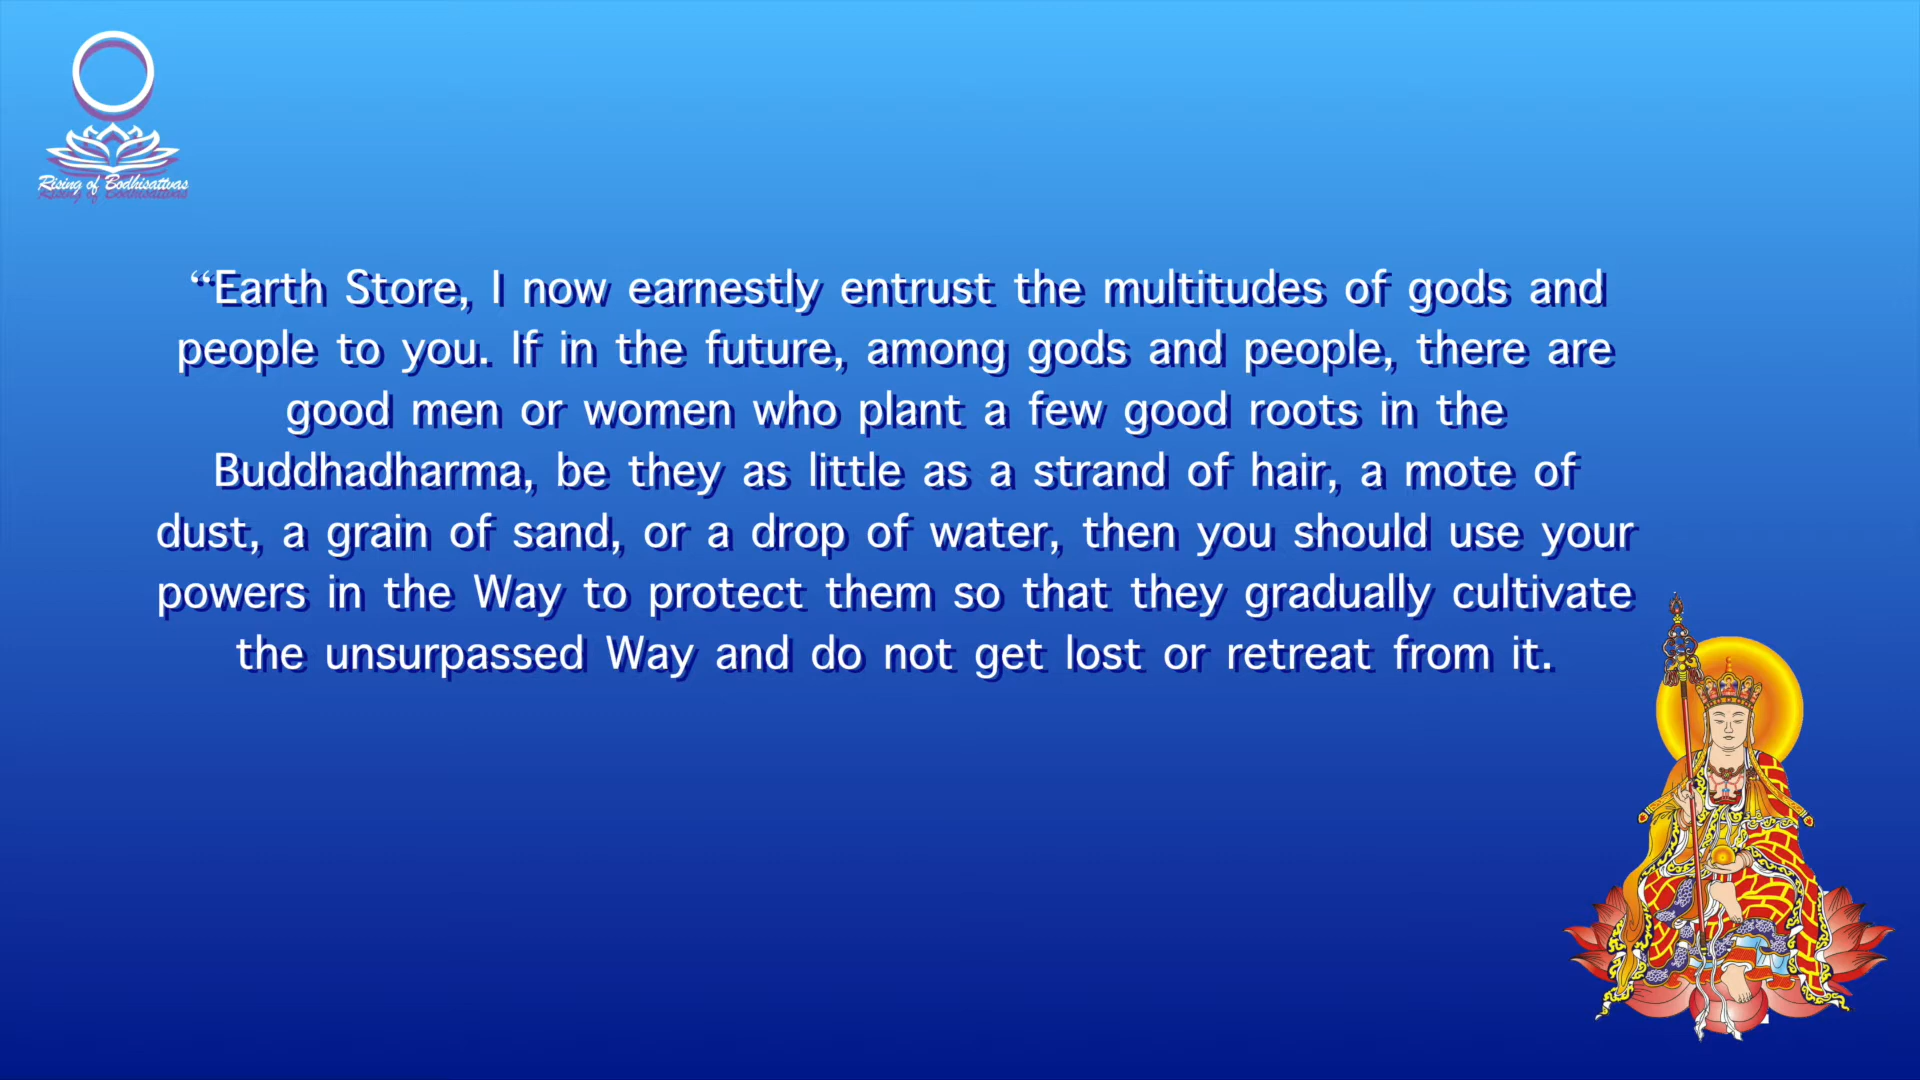 Rising of Bodhisattvas
“Earth Store, I now earnestly entrust the multitudes of gods and
people to you. If in the future, among gods and people, there are
good men or women who plant a few good roots in the
Buddhadharma, be they as little as a strand of hair, a mote of
dust, a grain of sand, or a drop of water, then you should use your
powers in the Way to protect them so that they gradually cultivate
the unsurpassed Way and do not get lost or retreat from it.